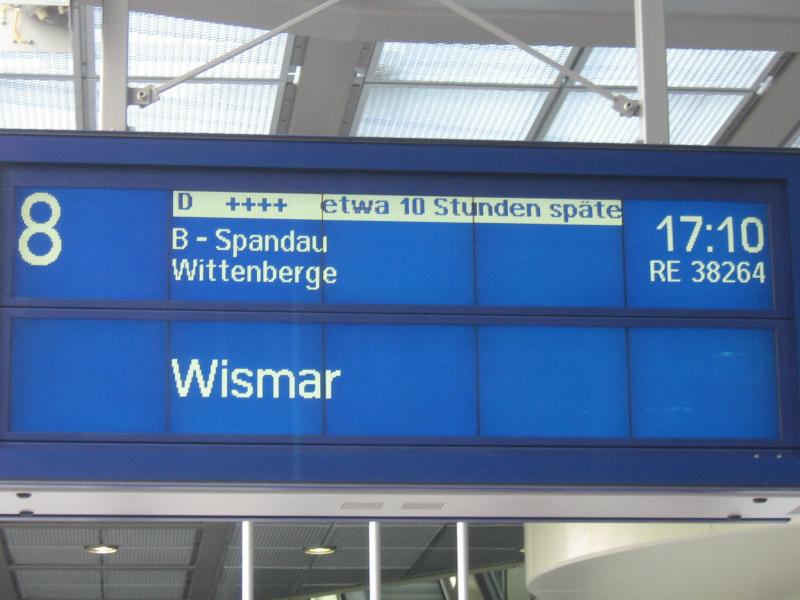 8
D ++++ etwa 10 Stunden späte
B - Spandau
17:10
Wittenberge
RE 38264
Wismar